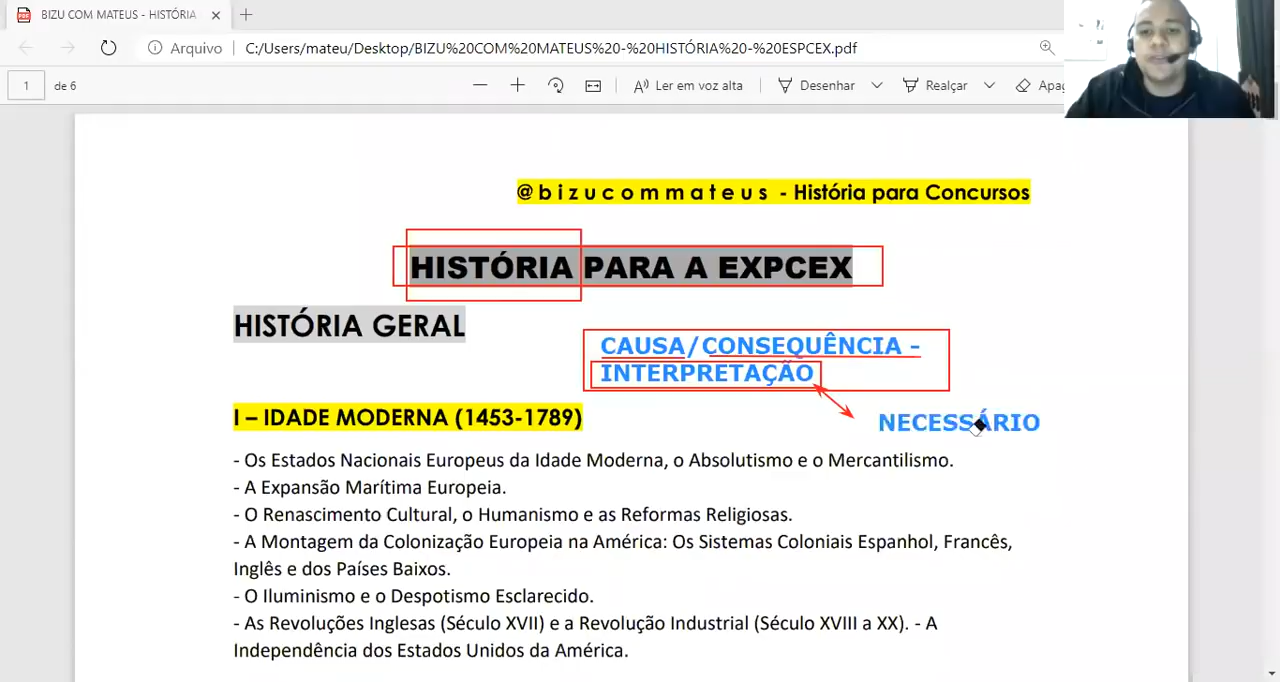 BIZU COM MATEUS - HISTÓRIA
Arquivo
C:/Users/mateu/Desktop/BIZU%20COM%20MATEUS%20-%20HISTÓRIA%20-%20ESPCEX.pdf
1 de 6
Ler em voz alta
Desenhar
Realçar
@bizucommateus - História para Concursos
HISTÓRIA PARA A EXPCEX
HISTÓRIA GERAL
CAUSA/CONSEQUÊNCIA -
INTERPRETAÇÃO
I – IDADE MODERNA (1453-1789)
NECESSÁRIO
- Os Estados Nacionais Europeus da Idade Moderna, o Absolutismo e o Mercantilismo.
- A Expansão Marítima Europeia.
- O Renascimento Cultural, o Humanismo e as Reformas Religiosas.
- A Montagem da Colonização Europeia na América: Os Sistemas Coloniais Espanhol, Francês,
Inglês e dos Países Baixos.
- O Iluminismo e o Despotismo Esclarecido.
- As Revoluções Inglesas (Século XVII) e a Revolução Industrial (Século XVIII a XX). - A
Independência dos Estados Unidos da América.